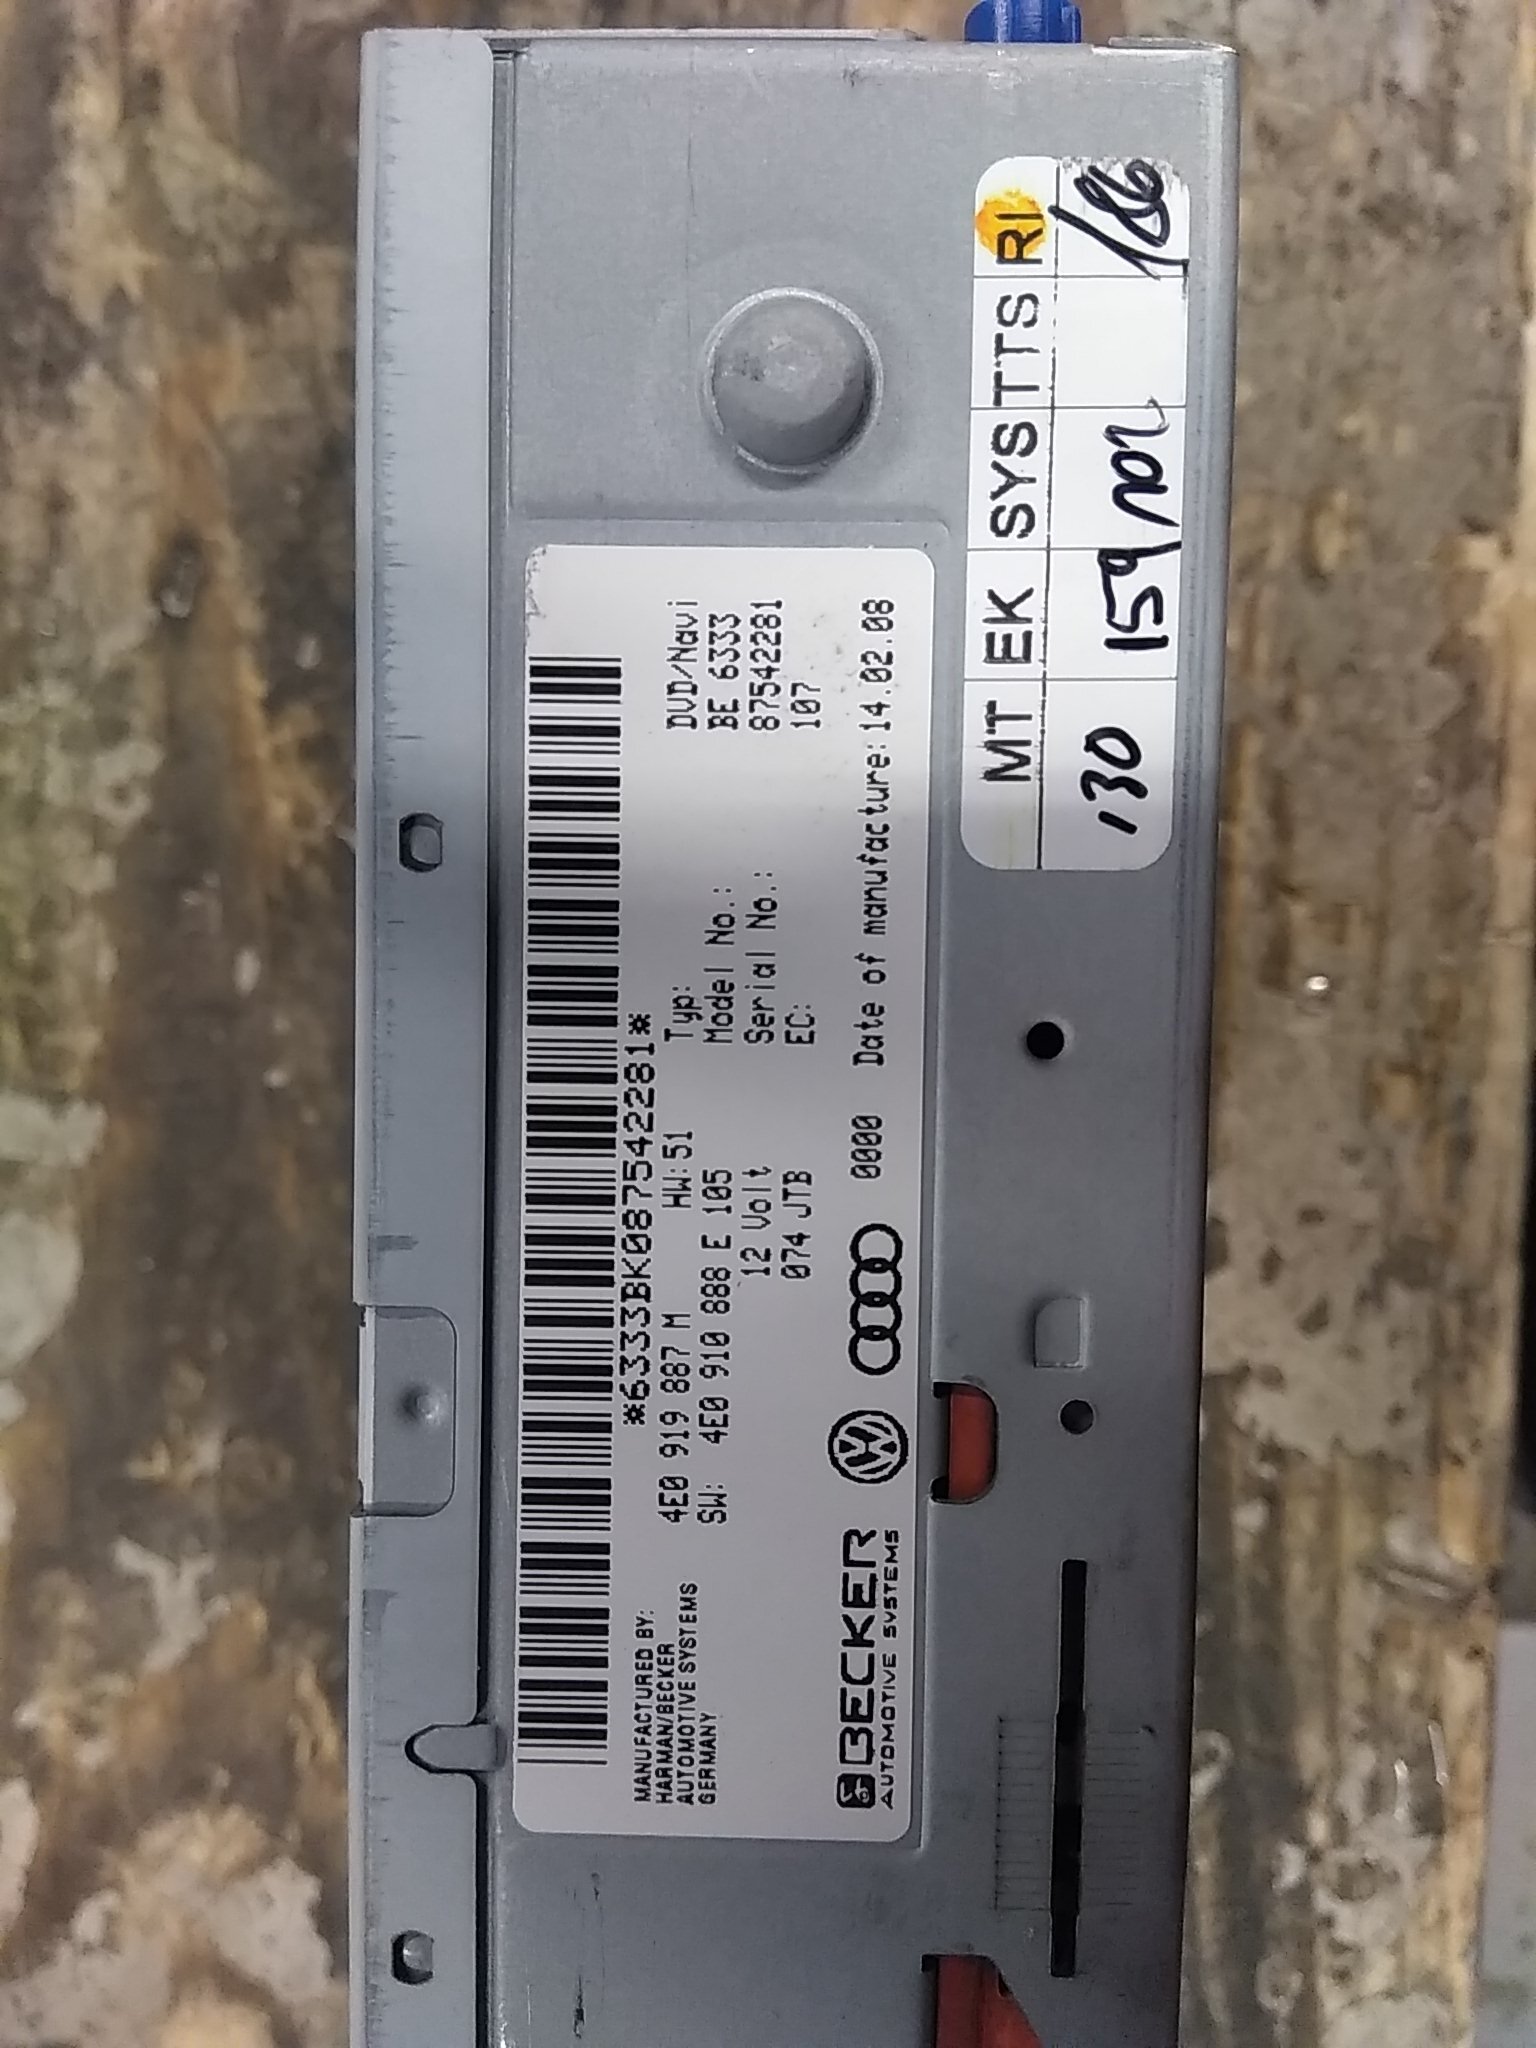 *6333BK087542281*
MANUFACTURED BY:
HARMAN/BECKER
AUTOMOTIVE SYSTEMS
GERMANY
4E0 919 887 M HW:51
SW: 4E0 910 888 E 105
12 Volt
074 JTB
Typ: DVD/Navi
Model No.: BE 6333
Serial No.: 87542281
EC: 107
BECKER
AUTOMOTIVE SYSTEMS
0000 Date of manufacture: 14.02.08
MT EK SYS TTS RI
130 159